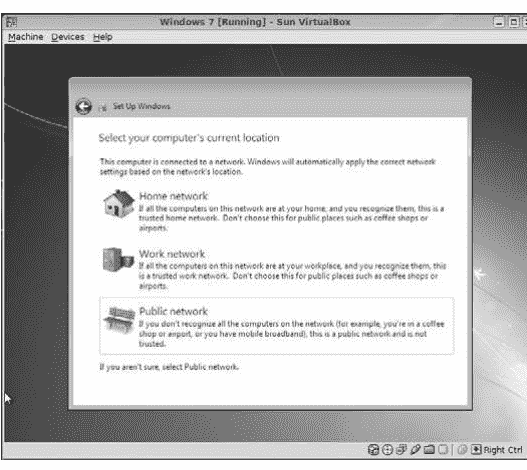 Windows 7 [Running] - Sun VirtualBox
Machine Devices Help
Set Up Windows
Select your computer's current location
This computer is connected to a network. Windows will automatically apply the correct network
settings based on the network's location.
Home network
If all the computers on this network are at your home, and you recognize them, this is a
trusted home network. Don't choose this for public places such as coffee shops or
airports.
Work network
If all the computers on this network are at your workplace, and you recognize them, this
is a trusted work network. Don't choose this for public places such as coffee shops or
airports.
Public network
If you don't recognize all the computers on the network (for example, you're in a coffee
shop or airport, or you have mobile broadband), this is a public network and is not
trusted.
If you aren't sure, select Public network.
Right Ctrl